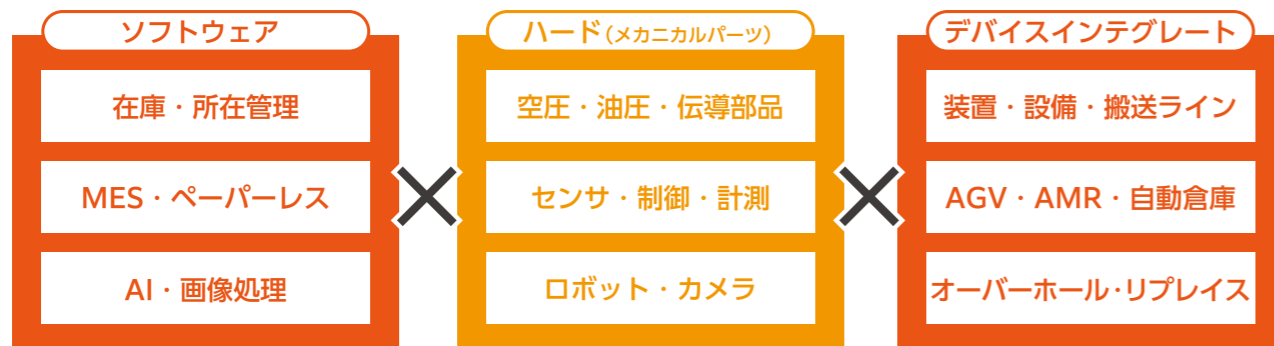 ソフトウェア
在庫・所在管理
MES・ペーパーレス
AI・画像処理
×
ハード(メカニカルパーツ)
空圧・油圧・伝導部品
センサ・制御・計測
ロボット・カメラ
×
デバイスインテグレート
装置・設備・搬送ライン
AGV・AMR・自動倉庫
オーバーホール・リプレイス